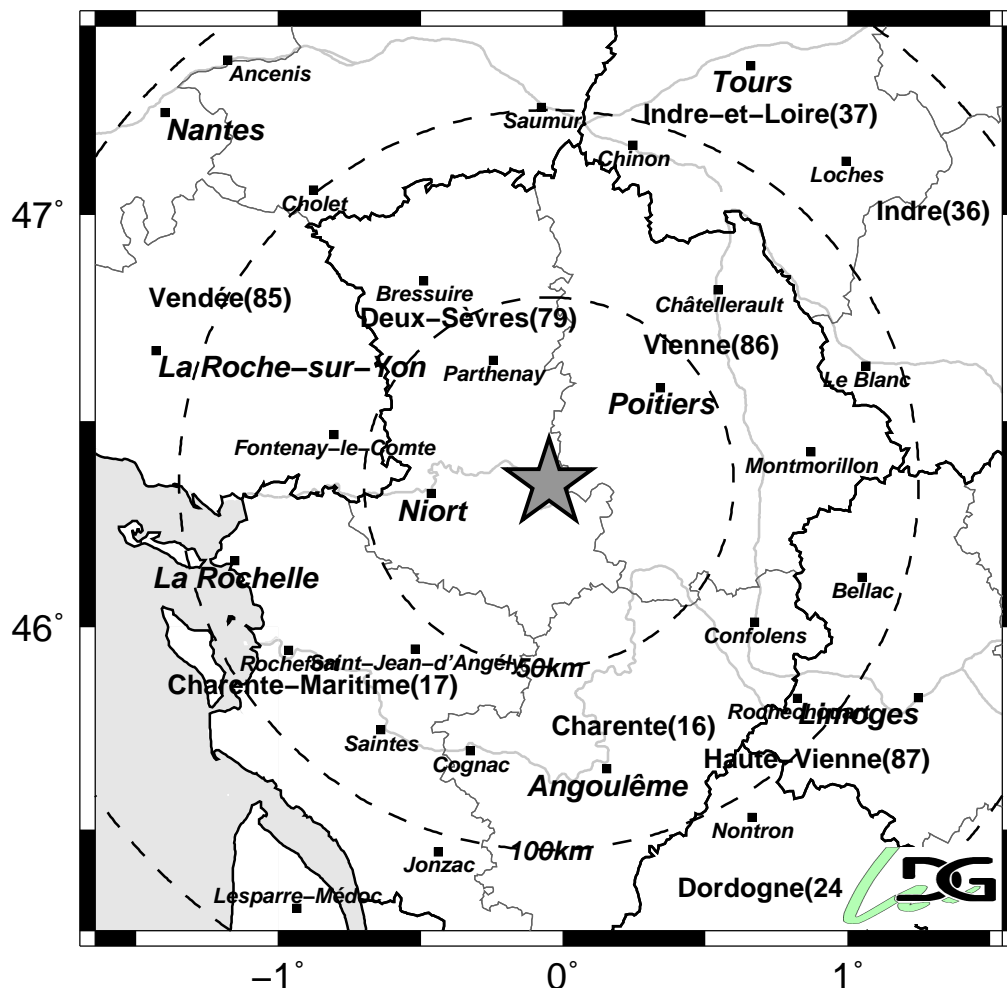 Ancenis
Tours
Indre−et−Loire(37)
Saumur
Nantes
Chinon
Loches
Cholet
47°
Indre(36)
Bressuire
Vendée(85)
Châtellerault
Deux−Sèvres(79)
Vienne(86)
La Roche−sur−Yon
Parthenay
Le Blanc
Poitiers
Fontenay−le−Comte
Montmorillon
Niort
La Rochelle
Bellac
46°
Confolens
Rochefort
Saint−Jean−d'Angély
50km
Charente−Maritime(17)
Rochechouart
Limoges
Charente(16)
Saintes
Cognac
Haute−Vienne(87)
Angoulême
Nontron
100km
Jonzac
Dordogne(24
Lesparre−Médoc
DG
−1°
0°
1°